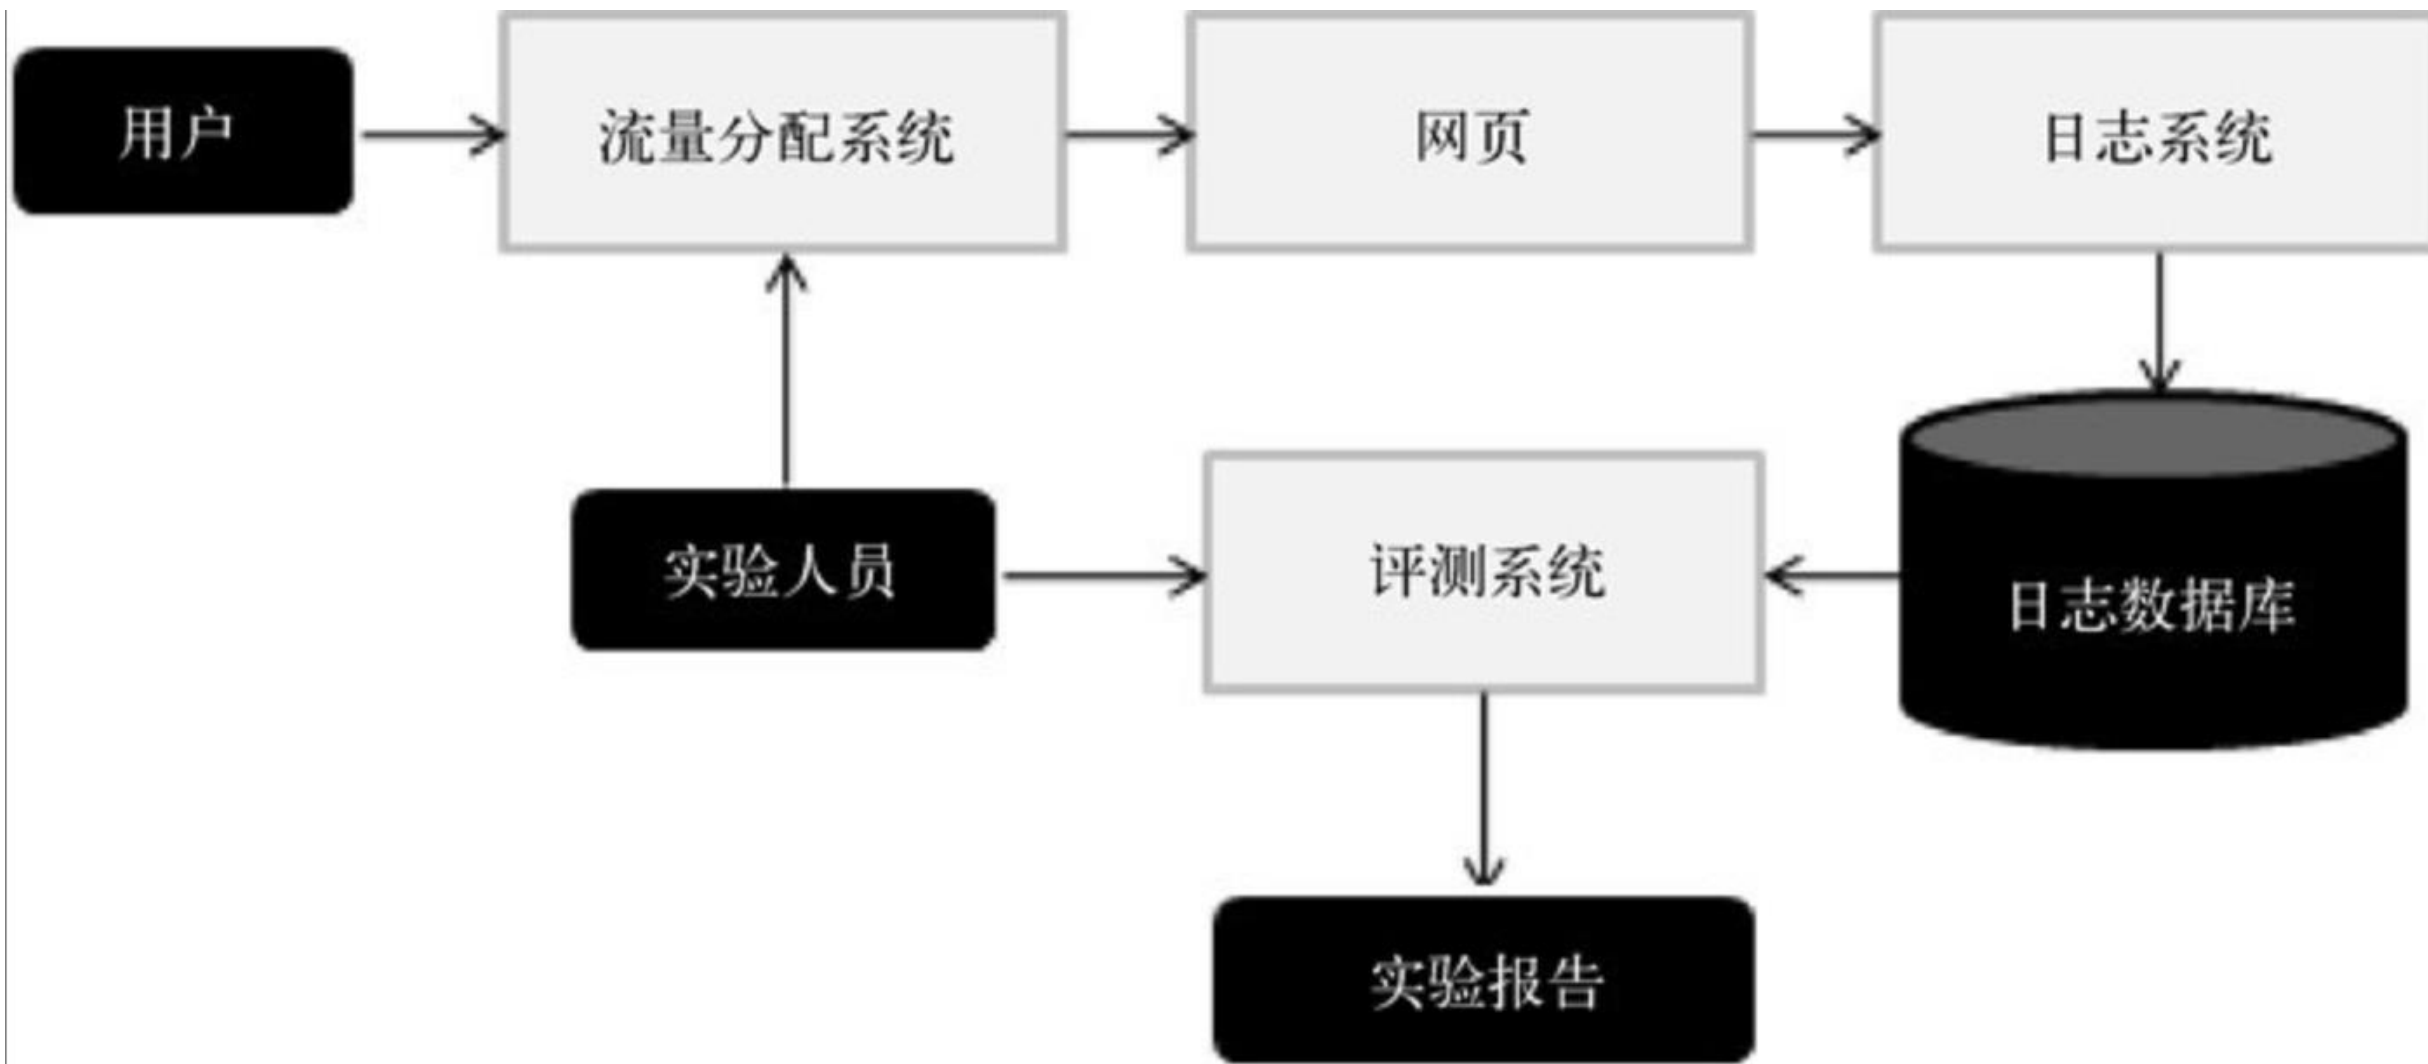 用户
流量分配系统
网页
日志系统
实验人员
评测系统
日志数据库
实验报告